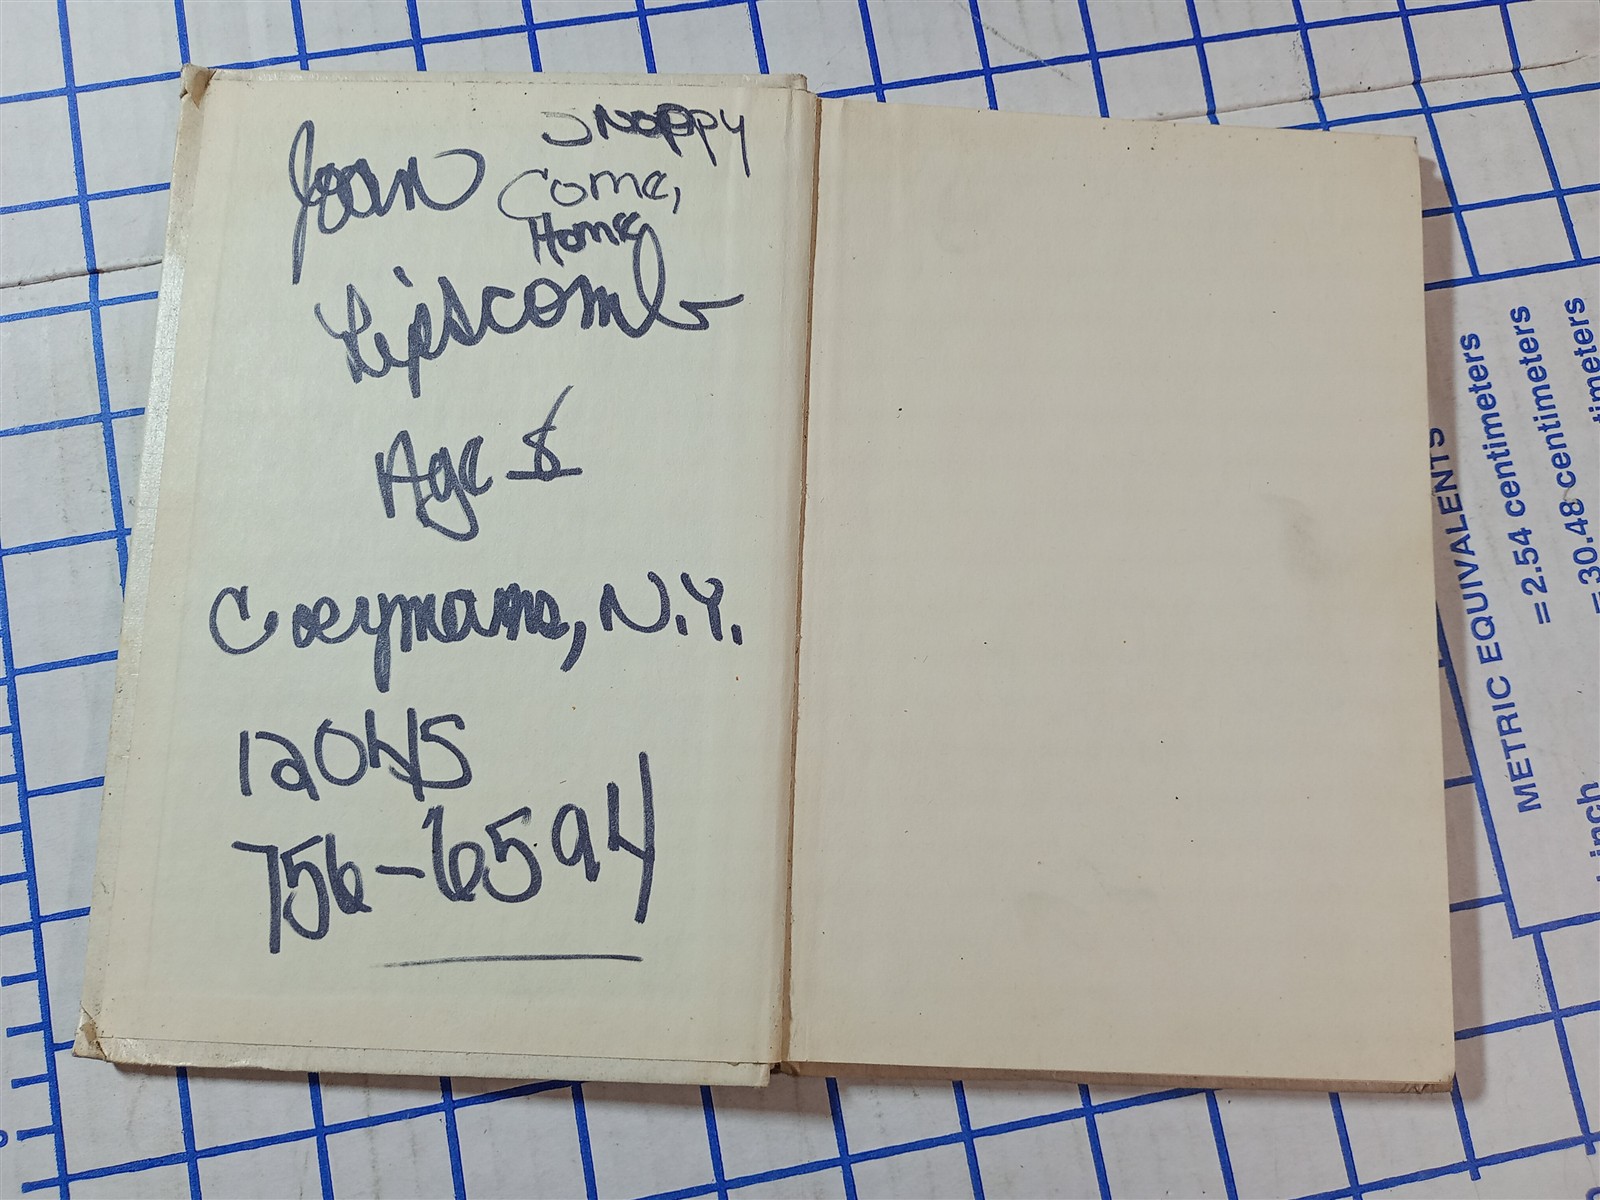 Snoopy
Come,
Home
Joan
Lipscomb
Age 8
Coeymans, N.Y.
12045
756-6594
METRIC EQUIVALENTS
= 2.54 centimeters
= 30.48 centimeters
inch